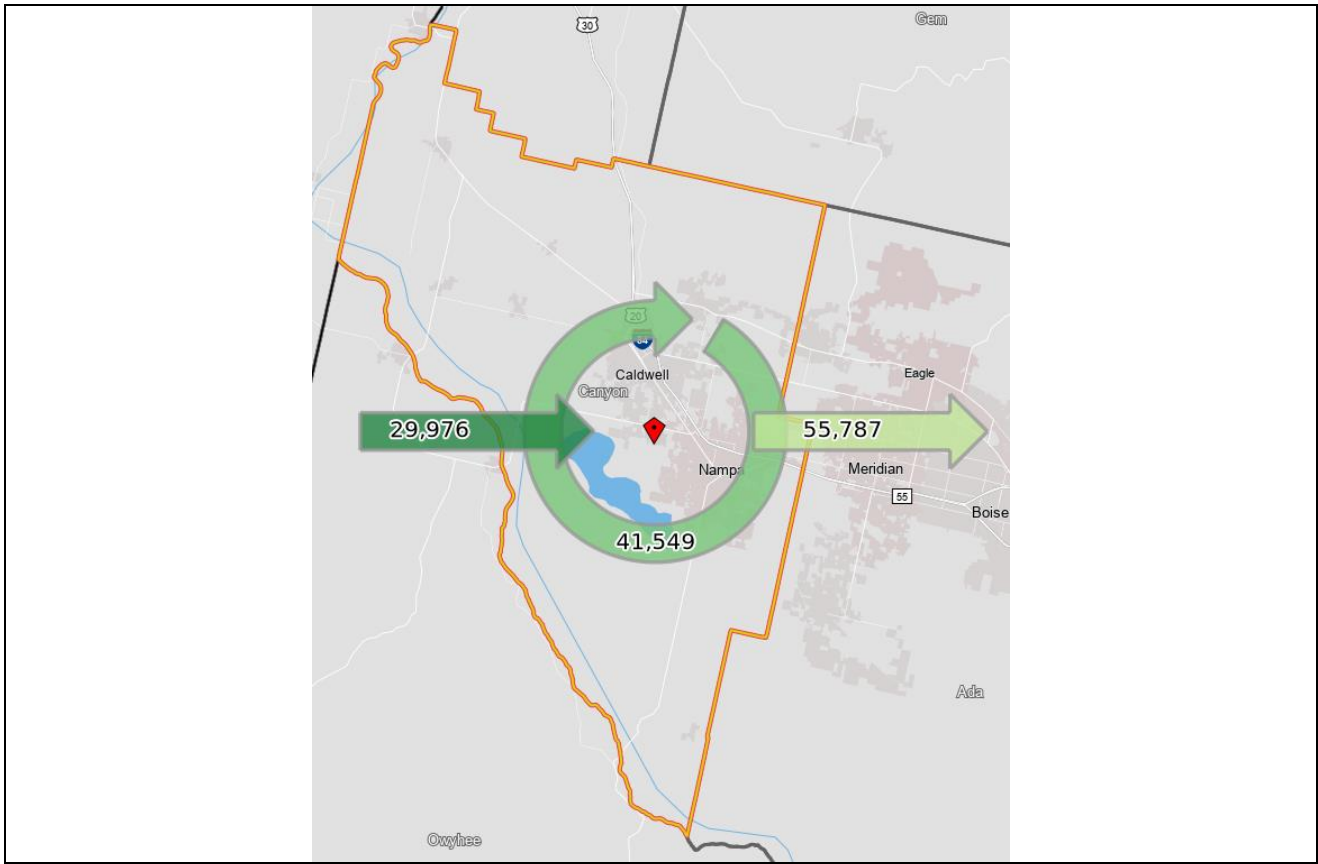 30
Gem
20
84
Caldwell
Canyon
Eagle
29,976
55,787
Nampa
Meridian
55
Boise
41,549
Ada
Owyhee